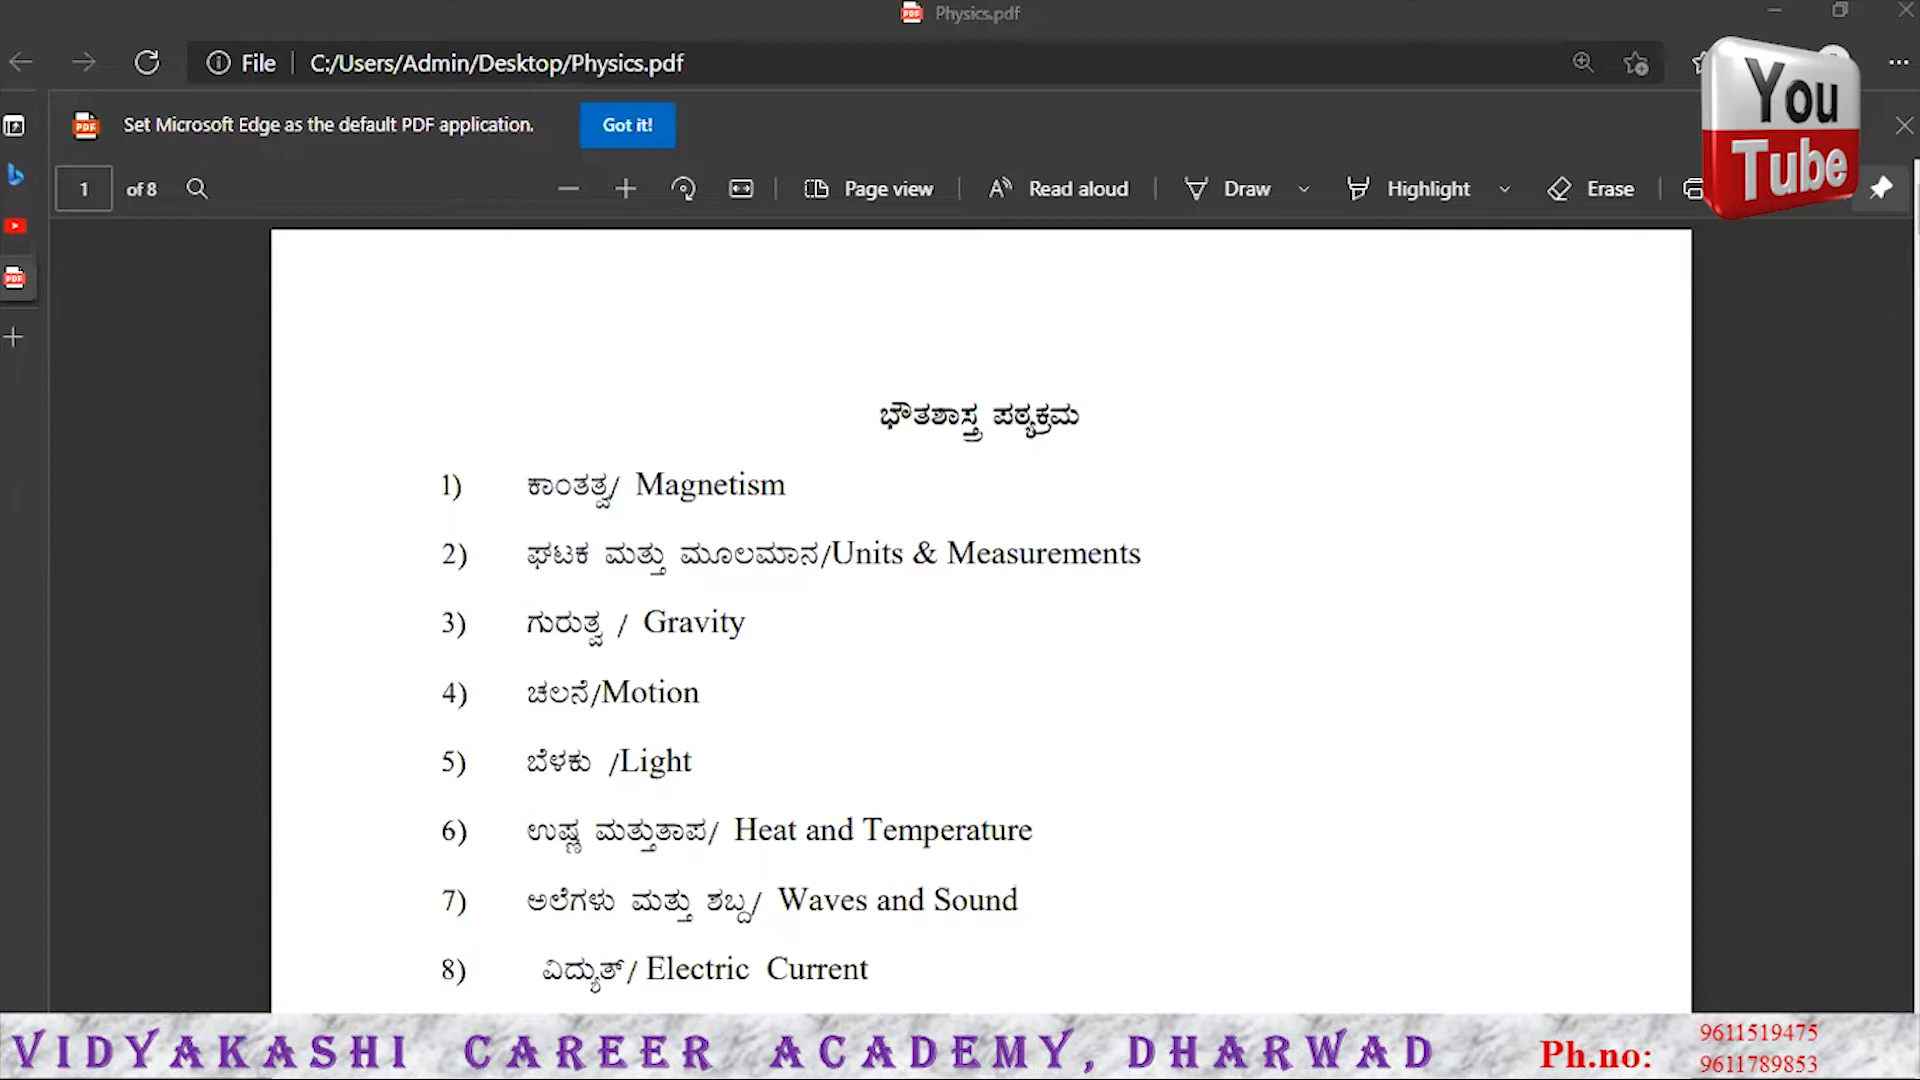 Physics.pdf
File C:/Users/Admin/Desktop/Physics.pdf
Set Microsoft Edge as the default PDF application. Got it!
You
Tube
1 of 8 Page view Read aloud Draw Highlight Erase
ಭೌತಶಾಸ್ತ್ರ ಪಠ್ಯಕ್ರಮ
1) ಕಾಂತತ್ವ/ Magnetism
2) ಘಟಕ ಮತ್ತು ಮೂಲಮಾನ/Units & Measurements
3) ಗುರುತ್ವ / Gravity
4) ಚಲನೆ/Motion
5) ಬೆಳಕು /Light
6) ಉಷ್ಣ ಮತ್ತುತಾಪ/ Heat and Temperature
7) ಅಲೆಗಳು ಮತ್ತು ಶಬ್ದ/ Waves and Sound
8) ವಿದ್ಯುತ್/ Electric Current
VIDYAKASHI CAREER ACADEMY, DHARWAD Ph.no: 9611519475
9611789853